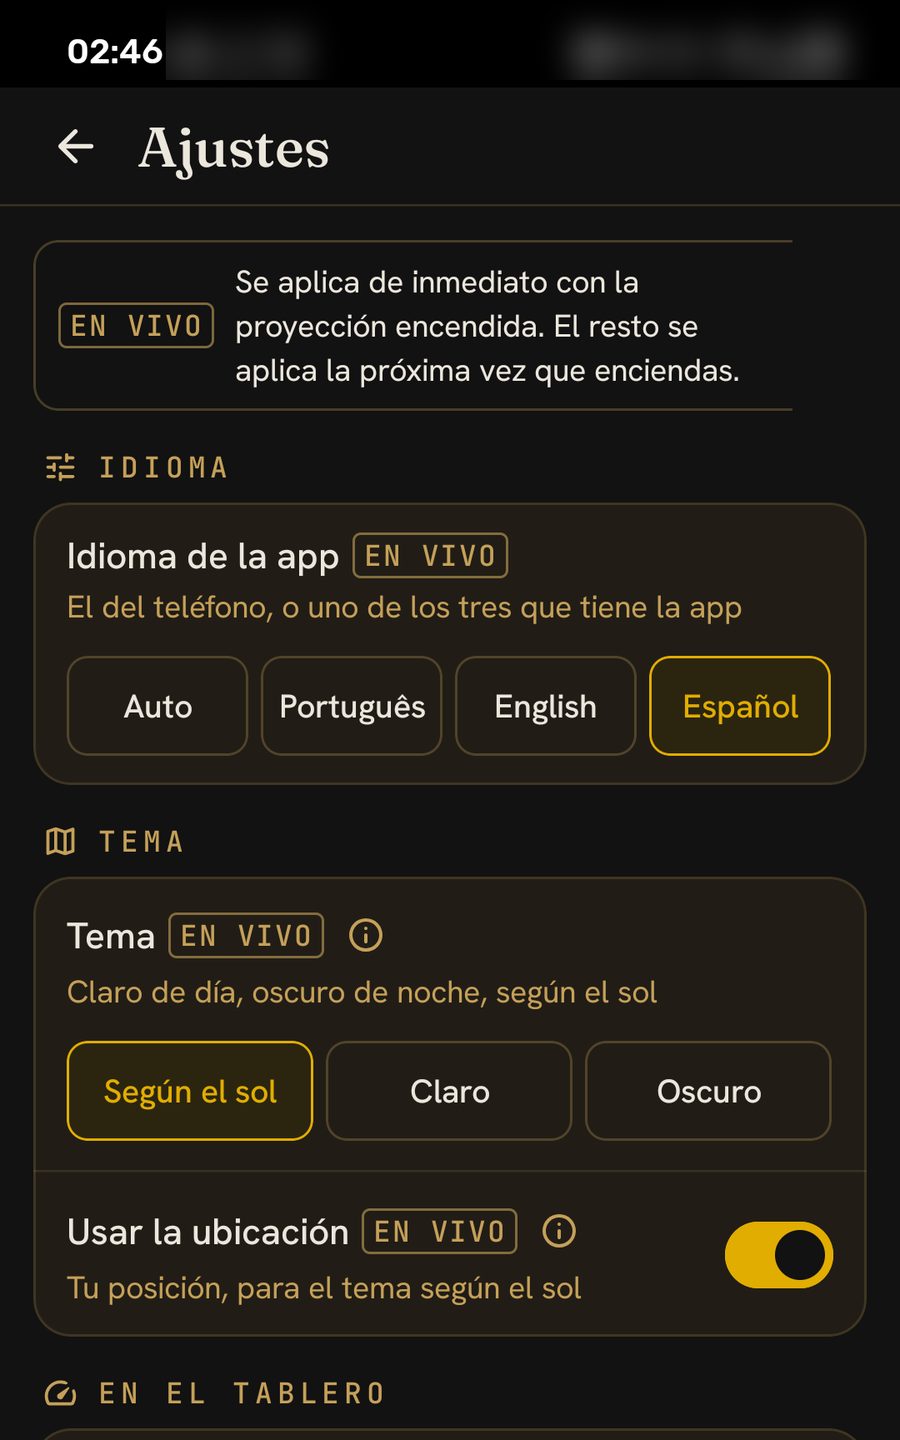 02:46
Ajustes
EN VIVO
Se aplica de inmediato con la
proyección encendida. El resto se
aplica la próxima vez que enciendas.
IDIOMA
Idioma de la app EN VIVO
El del teléfono, o uno de los tres que tiene la app
Auto Português English Español
TEMA
Tema EN VIVO
Claro de día, oscuro de noche, según el sol
Según el sol Claro Oscuro
Usar la ubicación EN VIVO
Tu posición, para el tema según el sol
EN EL TABLERO